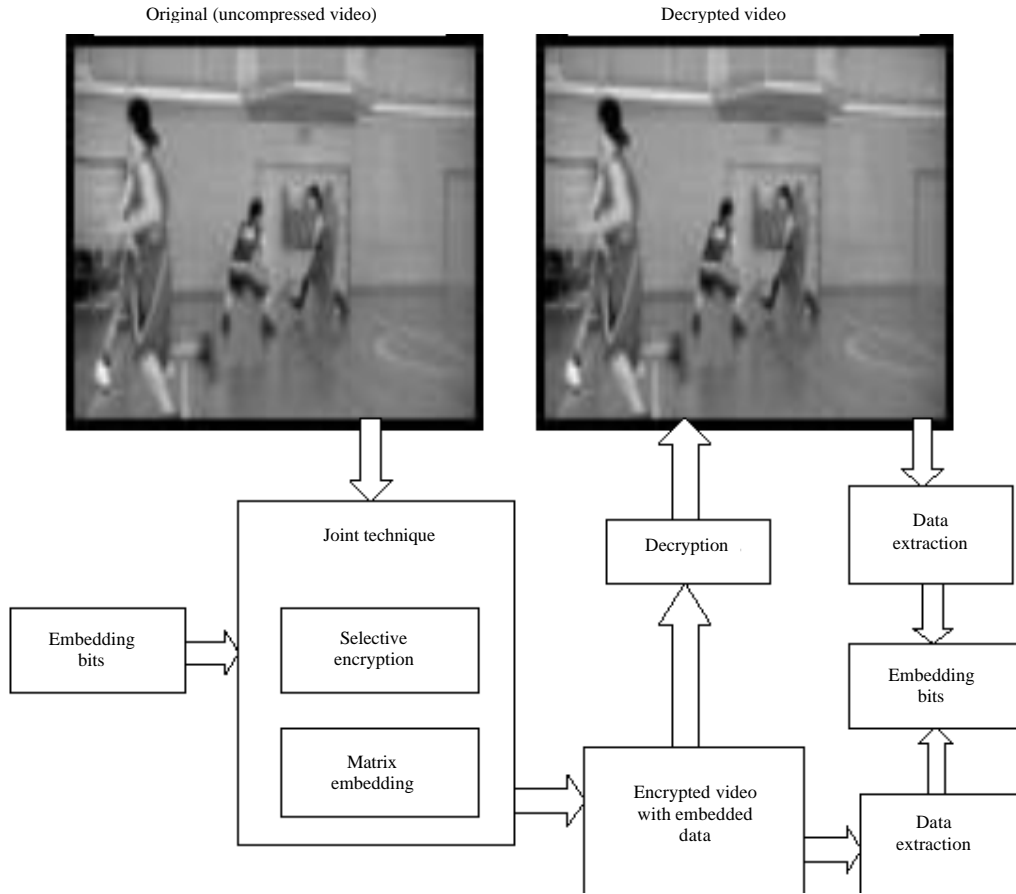 Original (uncompressed video)
Decrypted video
Joint technique
Decryption
Data
extraction
Embedding
bits
Selective
encryption
Embedding
bits
Matrix
embedding
Encrypted video
with embedded
data
Data
extraction